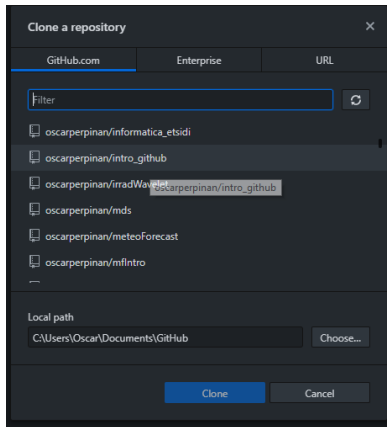 Clone a repository
GitHub.com Enterprise URL
Filter
oscarperpinan/informatica_etsidi
oscarperpinan/intro_github
oscarperpinan/irradWavelet
oscarperpinan/intro_github
oscarperpinan/mds
oscarperpinan/meteoForecast
oscarperpinan/mfIntro
Local path
C:\Users\Oscar\Documents\GitHub Choose...
Clone Cancel